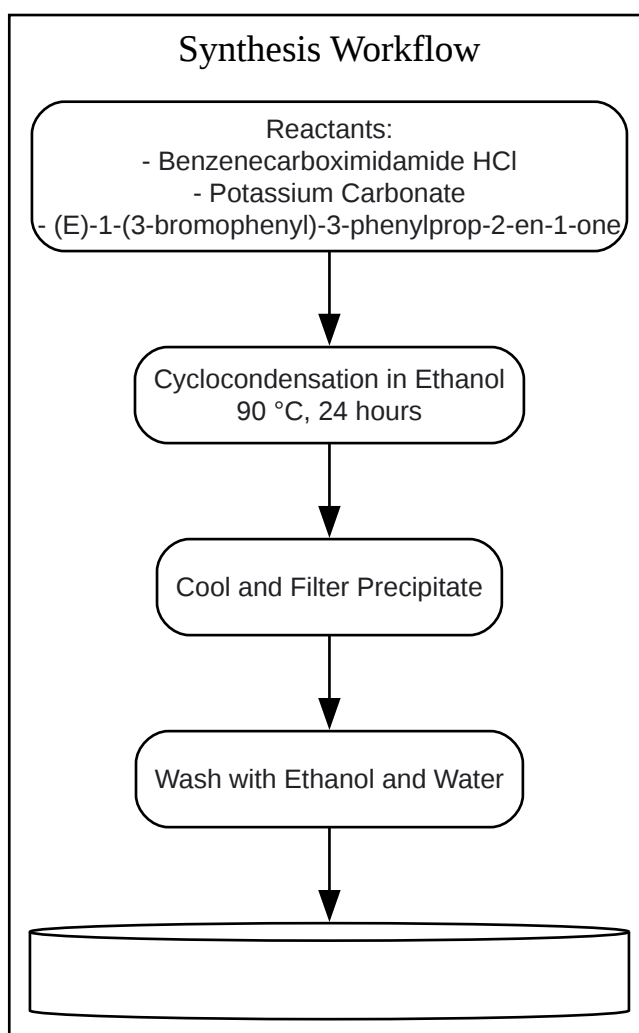 Synthesis Workflow
Reactants:
- Benzenecarboximidamide HCl
- Potassium Carbonate
- (E)-1-(3-bromophenyl)-3-phenylprop-2-en-1-one
Cyclocondensation in Ethanol
90 °C, 24 hours
Cool and Filter Precipitate
Wash with Ethanol and Water